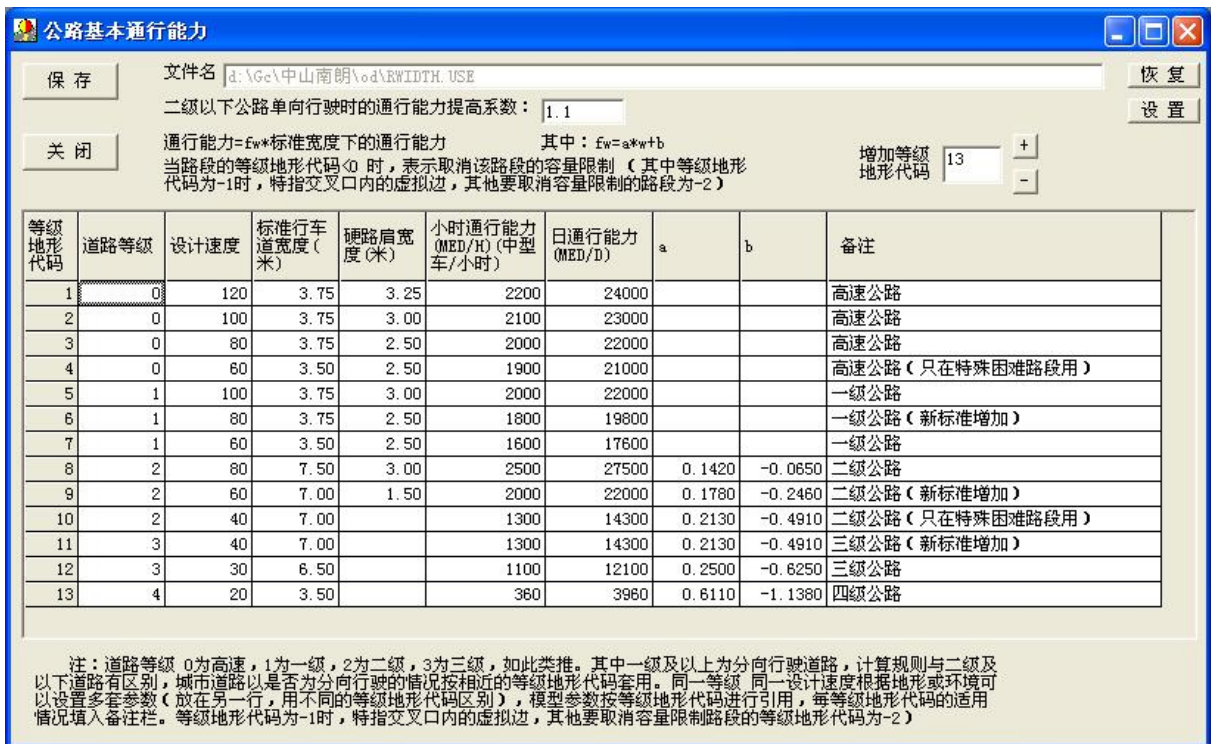 公路基本通行能力
保存
文件名 d:\Gc\中山南朗\od\RWIDTH.USE
恢复
二级以下公路单向行驶时的通行能力提高系数: 1.1
设置
关闭
通行能力=fw*标准宽度下的通行能力 其中:fw=a*w+b
当路段的等级地形代码<0 时,表示取消该路段的容量限制 (其中等级地形
代码为-1时,特指交叉口内的虚拟边,其他要取消容量限制的路段为-2)
增加等级
地形代码
13
+
-
等级
地形
代码
道路等级
设计速度
标准行车
道宽度(
米)
硬路肩宽
度(米)
小时通行能力
(MED/H)(中型
车/小时)
日通行能力
(MED/D)
a
b
备注
1 0 120 3.75 3.25 2200 24000 高速公路
2 0 100 3.75 3.00 2100 23000 高速公路
3 0 80 3.75 2.50 2000 22000 高速公路
4 0 60 3.50 2.50 1900 21000 高速公路(只在特殊困难路段用)
5 1 100 3.75 3.00 2000 22000 一级公路
6 1 80 3.75 2.50 1800 19800 一级公路(新标准增加)
7 1 60 3.50 2.50 1600 17600 一级公路
8 2 80 7.50 3.00 2500 27500 0.1420 -0.0650 二级公路
9 2 60 7.00 1.50 2000 22000 0.1780 -0.2460 二级公路(新标准增加)
10 2 40 7.00 1300 14300 0.2130 -0.4910 二级公路(只在特殊困难路段用)
11 3 40 7.00 1300 14300 0.2130 -0.4910 三级公路(新标准增加)
12 3 30 6.50 1100 12100 0.2500 -0.6250 三级公路
13 4 20 3.50 360 3960 0.6110 -1.1380 四级公路
注:道路等级 0为高速,1为一级,2为二级,3为三级,如此类推。其中一级及以上为分向行驶道路,计算规则与二级及
以下道路有区别,城市道路以是否为分向行驶的情况按相近的等级地形代码套用。同一等级 同一设计速度根据地形或环境可
以设置多套参数(放在另一行,用不同的等级地形代码区别),模型参数按等级地形代码进行引用,每等级地形代码的适用
情况填入备注栏。等级地形代码为-1时,特指交叉口内的虚拟边,其他要取消容量限制路段的等级地形代码为-2)